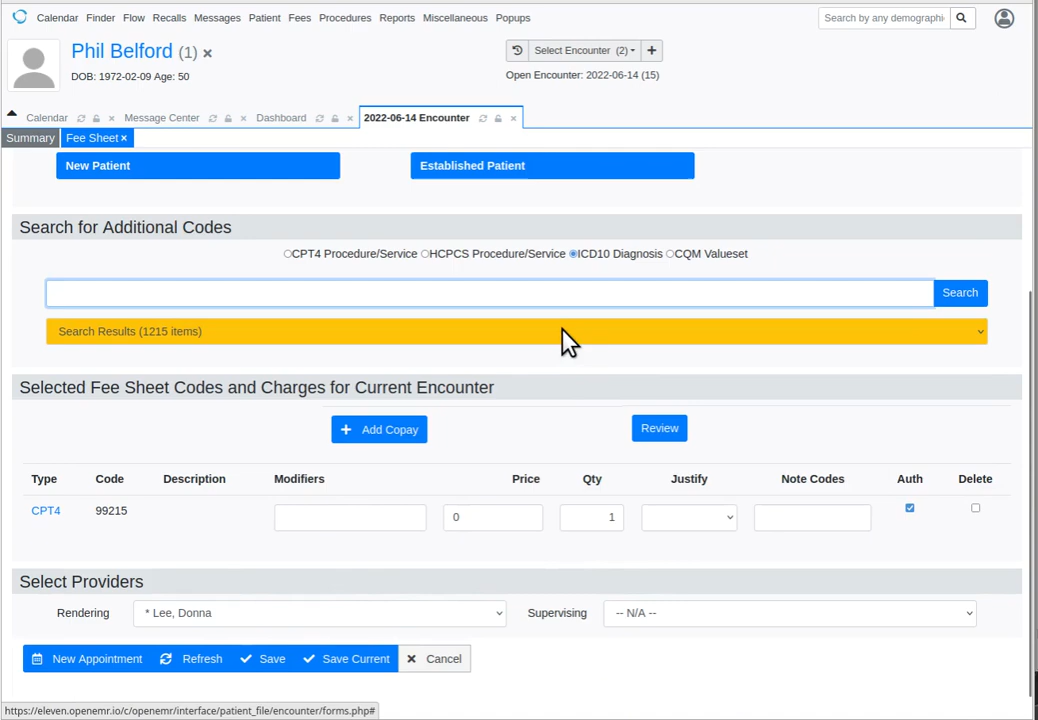 Calendar Finder Flow Recalls Messages Patient Fees Procedures Reports Miscellaneous Popups Search by any demographi
Phil Belford (1)
Select Encounter (2)
DOB: 1972-02-09 Age: 50
Open Encounter: 2022-06-14 (15)
Calendar Message Center Dashboard 2022-06-14 Encounter
Summary Fee Sheet
New Patient Established Patient
Search for Additional Codes
CPT4 Procedure/Service HCPCS Procedure/Service ICD10 Diagnosis CQM Valueset
Search
Search Results (1215 items)
Selected Fee Sheet Codes and Charges for Current Encounter
Add Copay Review
Type Code Description Modifiers Price Qty Justify Note Codes Auth Delete
CPT4 99215 0 1
Select Providers
Rendering * Lee, Donna Supervising -- N/A --
New Appointment Refresh Save Save Current Cancel
https://eleven.openemr.io/c/openemr/interface/patient_file/encounter/forms.php#